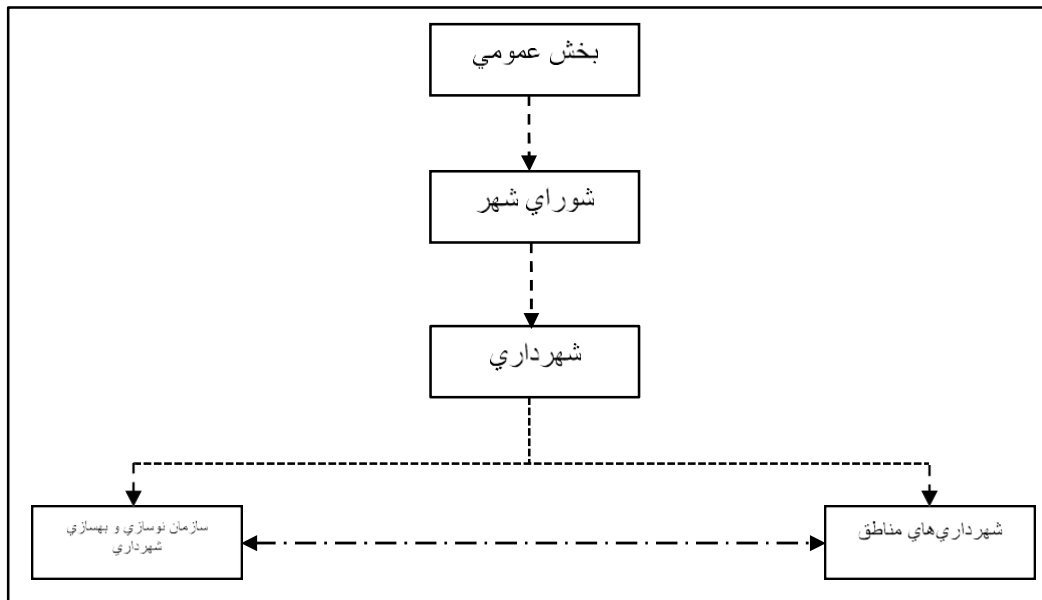 بخش عمومي
شوراي شهر
شهرداري
شهرداري‌هاي مناطق
سازمان نوسازي و بهسازي
شهرداري